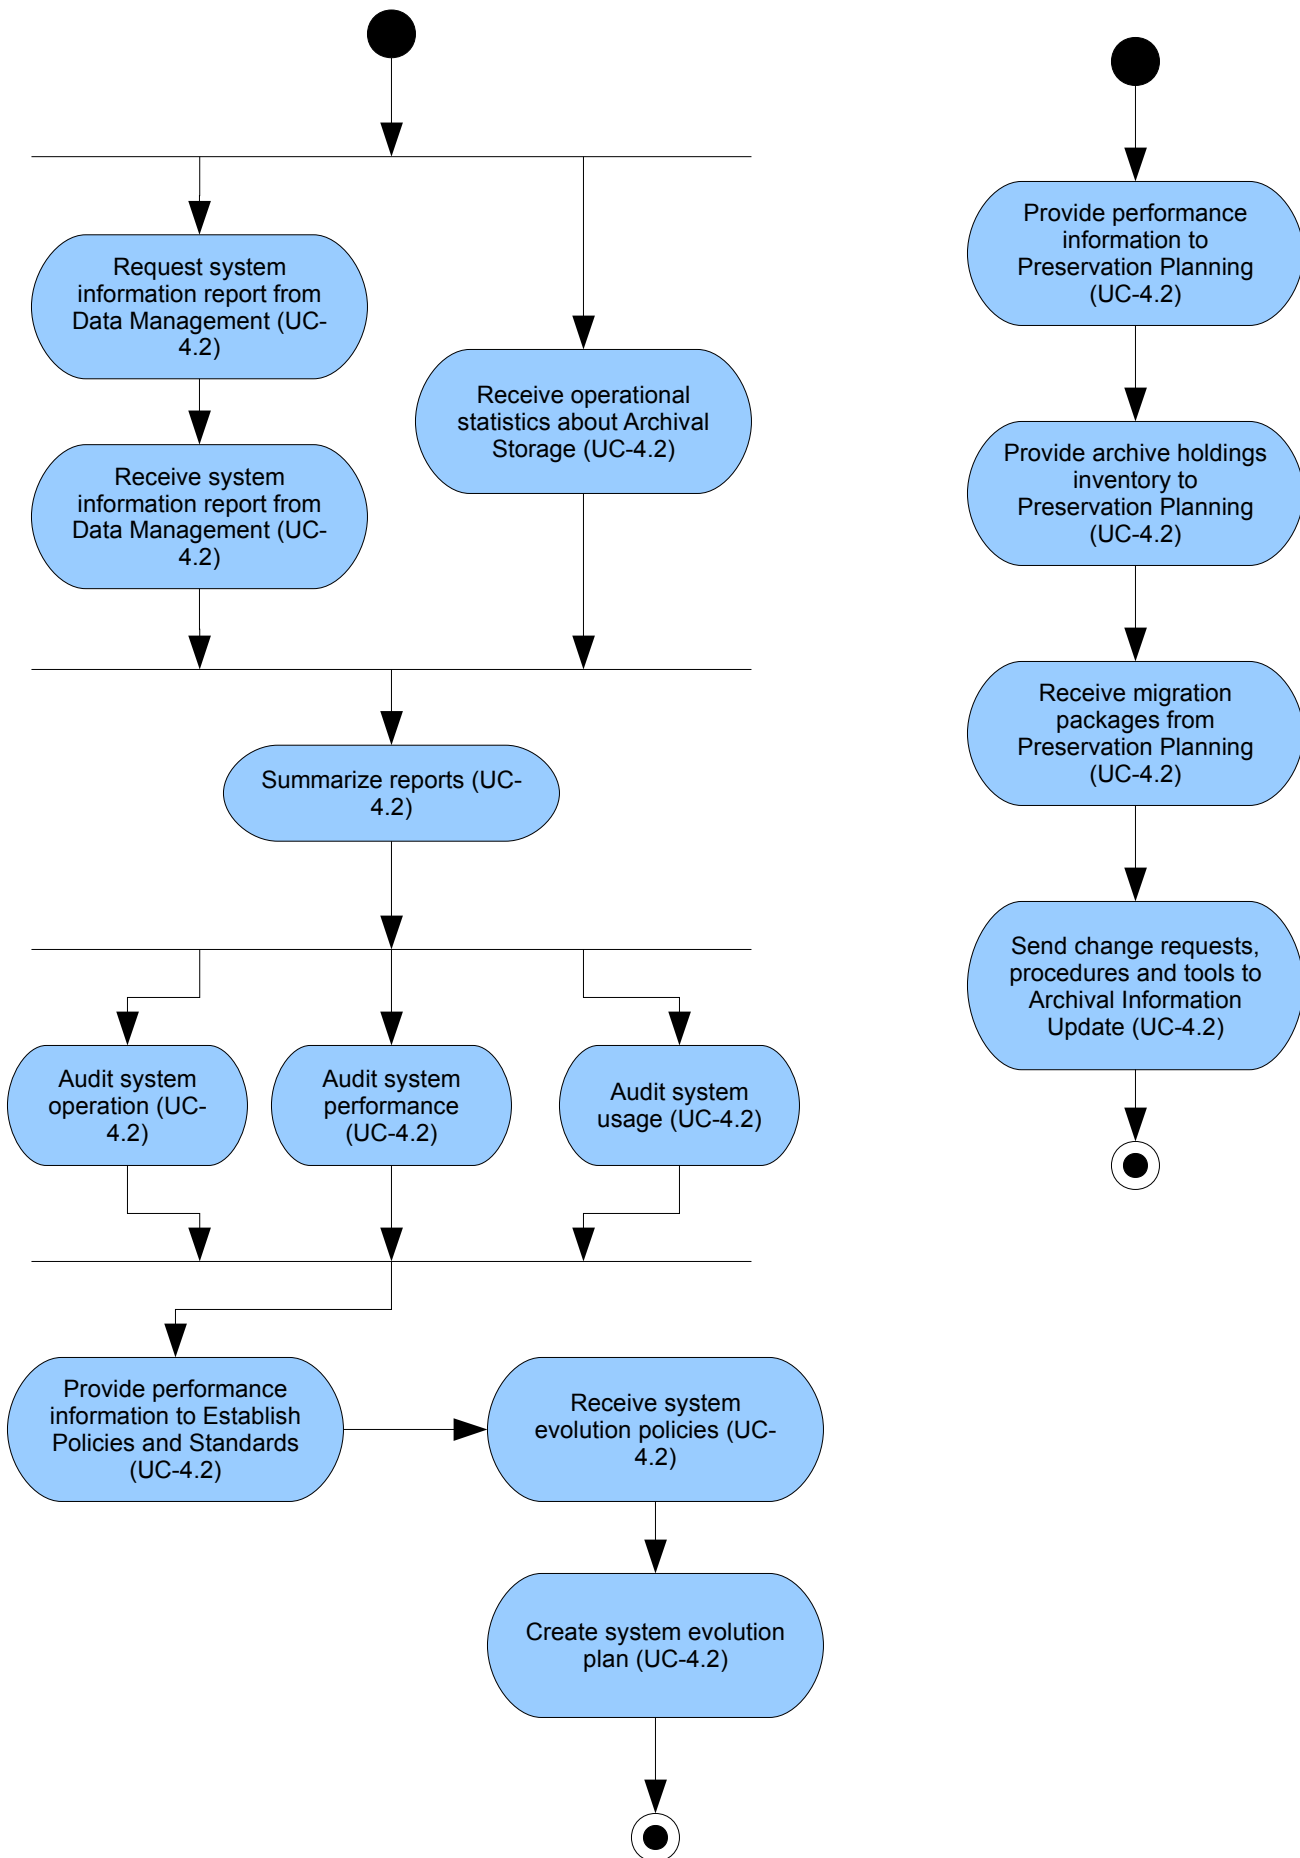 Request system
information report from
Data Management (UC-
4.2)
Receive system
information report from
Data Management (UC-
4.2)
Receive operational
statistics about Archival
Storage (UC-4.2)
Summarize reports (UC-
4.2)
Audit system
operation (UC-
4.2)
Audit system
performance
(UC-4.2)
Audit system
usage (UC-4.2)
Provide performance
information to Establish
Policies and Standards
(UC-4.2)
Receive system
evolution policies (UC-
4.2)
Create system evolution
plan (UC-4.2)
Provide performance
information to
Preservation Planning
(UC-4.2)
Provide archive holdings
inventory to
Preservation Planning
(UC-4.2)
Receive migration
packages from
Preservation Planning
(UC-4.2)
Send change requests,
procedures and tools to
Archival Information
Update (UC-4.2)